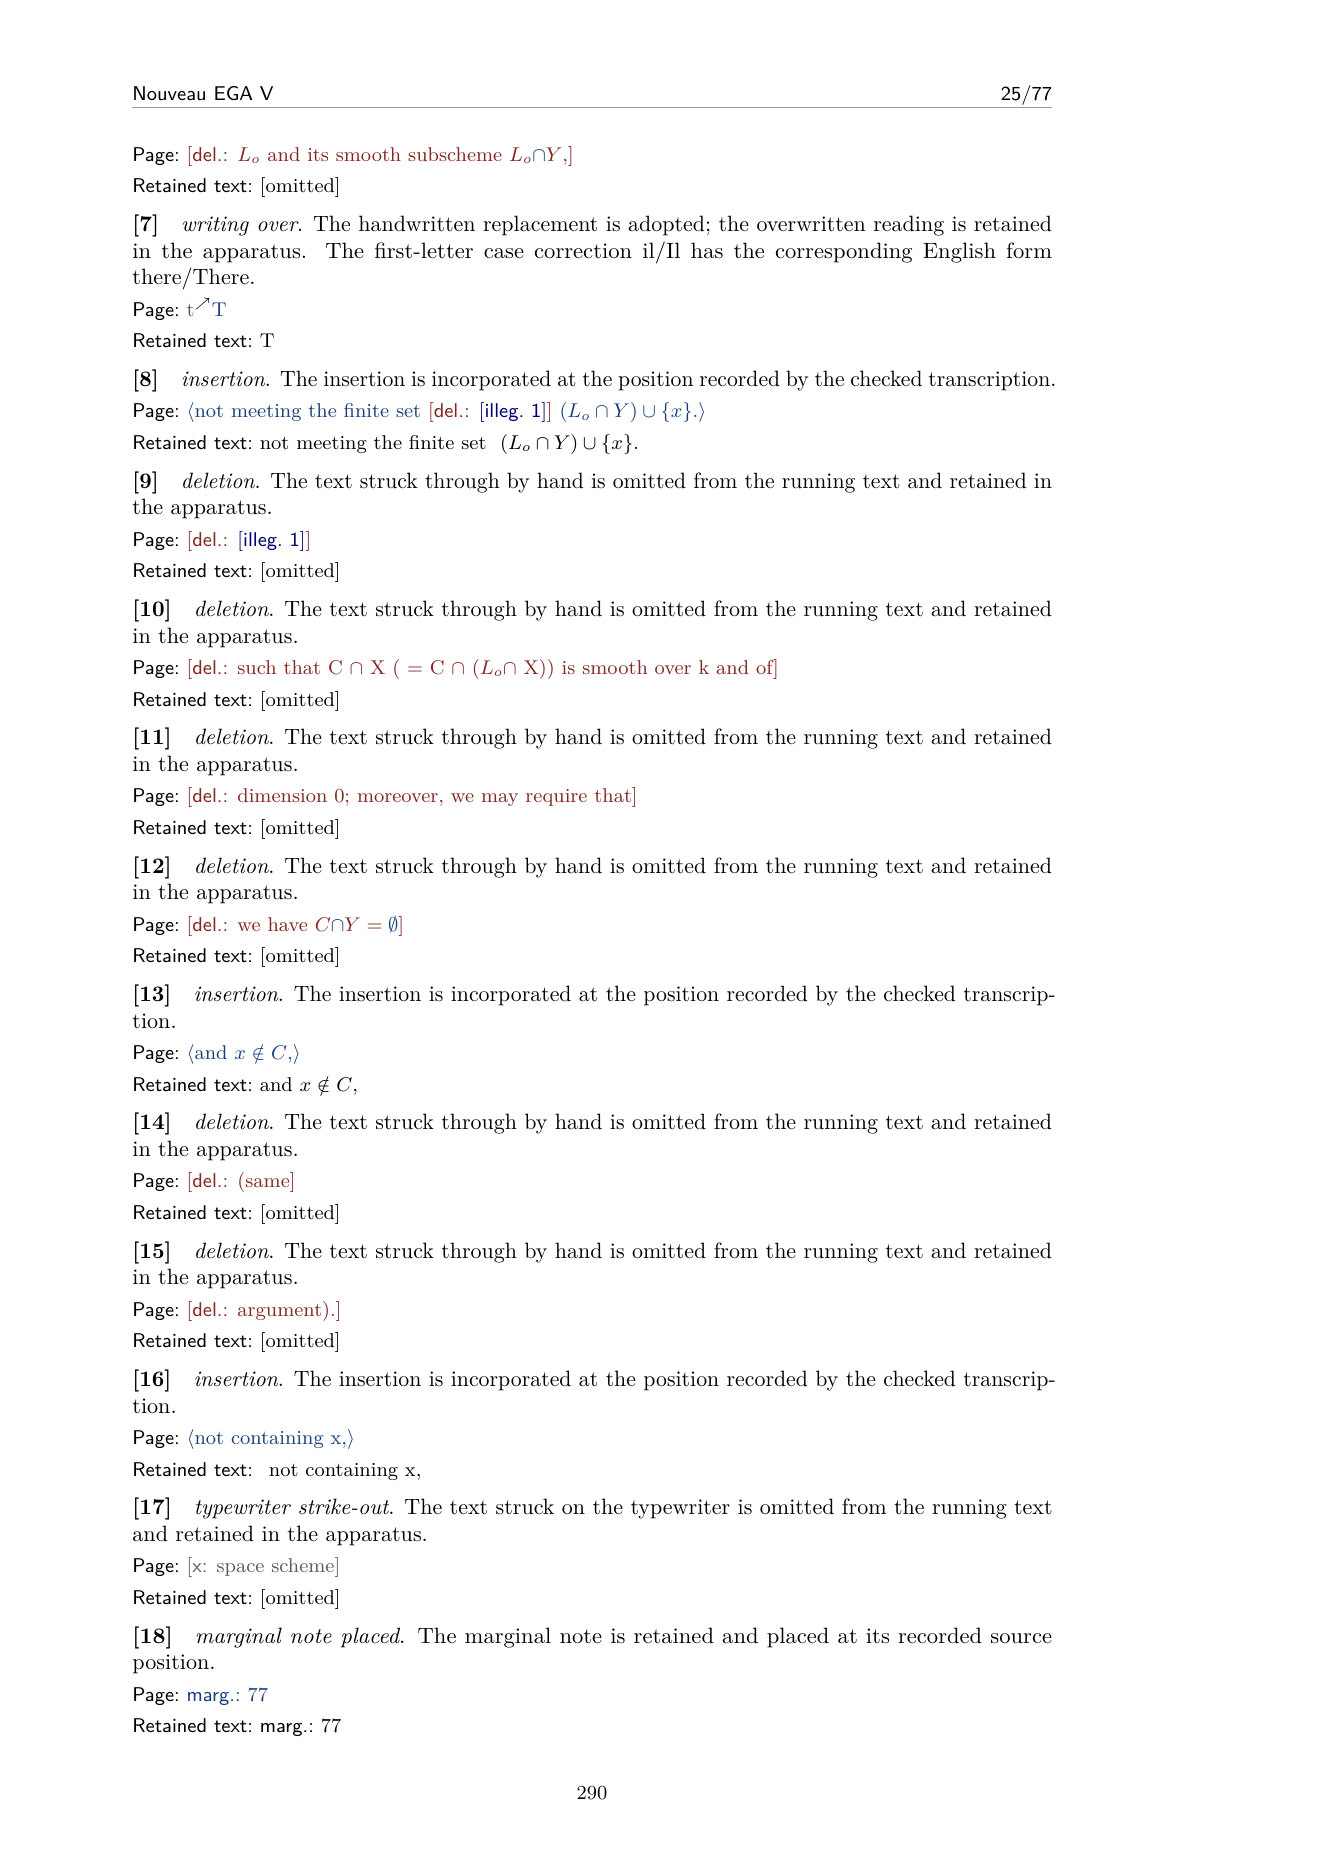 Nouveau EGA V 25/77
Page: [del.: Lₒ and its smooth subscheme Lₒ∩Y,]
Retained text: [omitted]
[7] writing over. The handwritten replacement is adopted; the overwritten reading is retained
in the apparatus. The first-letter case correction il/Il has the corresponding English form
there/There.
Page: t↗T
Retained text: T
[8] insertion. The insertion is incorporated at the position recorded by the checked transcription.
Page: ⟨not meeting the finite set [del.: [illeg. 1]] (Lₒ ∩ Y) ∪ {x}.⟩
Retained text: not meeting the finite set (Lₒ ∩ Y) ∪ {x}.
[9] deletion. The text struck through by hand is omitted from the running text and retained in
the apparatus.
Page: [del.: [illeg. 1]]
Retained text: [omitted]
[10] deletion. The text struck through by hand is omitted from the running text and retained
in the apparatus.
Page: [del.: such that C ∩ X ( = C ∩ (Lₒ∩ X)) is smooth over k and of]
Retained text: [omitted]
[11] deletion. The text struck through by hand is omitted from the running text and retained
in the apparatus.
Page: [del.: dimension 0; moreover, we may require that]
Retained text: [omitted]
[12] deletion. The text struck through by hand is omitted from the running text and retained
in the apparatus.
Page: [del.: we have C∩Y = ∅]
Retained text: [omitted]
[13] insertion. The insertion is incorporated at the position recorded by the checked transcrip-
tion.
Page: ⟨and x ∉ C,⟩
Retained text: and x ∉ C,
[14] deletion. The text struck through by hand is omitted from the running text and retained
in the apparatus.
Page: [del.: (same]
Retained text: [omitted]
[15] deletion. The text struck through by hand is omitted from the running text and retained
in the apparatus.
Page: [del.: argument).]
Retained text: [omitted]
[16] insertion. The insertion is incorporated at the position recorded by the checked transcrip-
tion.
Page: ⟨not containing x,⟩
Retained text: not containing x,
[17] typewriter strike-out. The text struck on the typewriter is omitted from the running text
and retained in the apparatus.
Page: [x: space scheme]
Retained text: [omitted]
[18] marginal note placed. The marginal note is retained and placed at its recorded source
position.
Page: marg.: 77
Retained text: marg.: 77
290